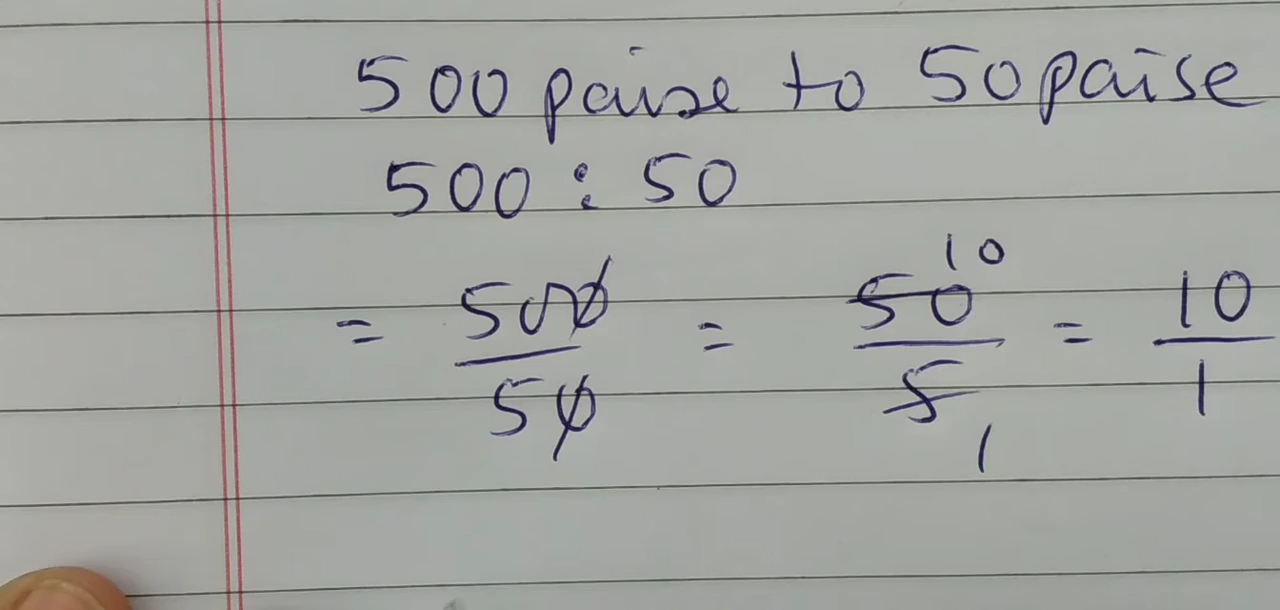 500 paise to 50 paise
500 : 50
= 500/50 = 50/5 = 10/1
10
1